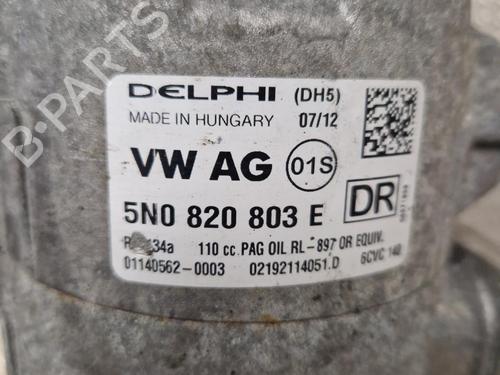 DELPHI (DH5)
MADE IN HUNGARY 07/12
VW AG 01S
5N0 820 803 E DR
110 cc PAG OIL RL-897 OR EQUIV.
01140562-0003 02192114051.D 6CVC 140
B-PARTS